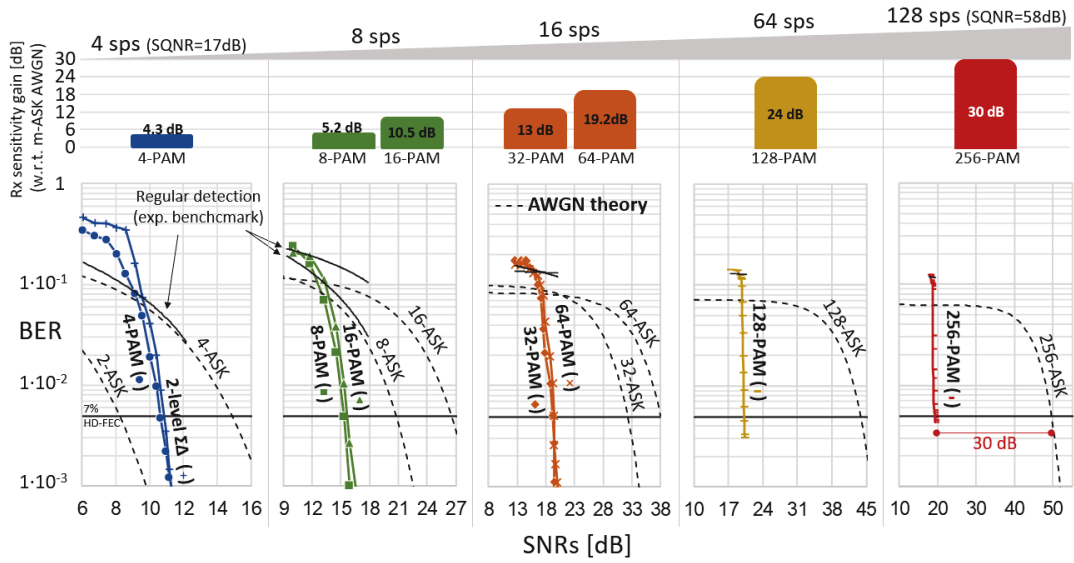 4 sps (SQNR=17dB)
8 sps
16 sps
64 sps
128 sps (SQNR=58dB)
Rx sensitivity gain [dB]
(w.r.t. m-ASK AWGN)
30
24
18
12
6
0
4.3 dB
4-PAM
5.2dB
8-PAM
10.5 dB
16-PAM
13 dB
32-PAM
19.2dB
64-PAM
24 dB
128-PAM
30 dB
256-PAM
BER
1
1·10⁻¹
1·10⁻²
1·10⁻³
Regular detection
(exp. benchcmark)
7%
HD-FEC
2-ASK
4-PAM (●)
2-level ΣΔ (+)
4-ASK
8-PAM (■)
16-PAM (▲)
8-ASK
16-ASK
AWGN theory
32-PAM (◆)
64-PAM (×)
32-ASK
64-ASK
128-PAM (-)
128-ASK
256-PAM (-)
256-ASK
30 dB
6 8 10 12 14 16
9 12 15 18 21 24 27
8 13 18 23 28 33 38
10 17 24 31 38 45
10 20 30 40 50
SNRs [dB]